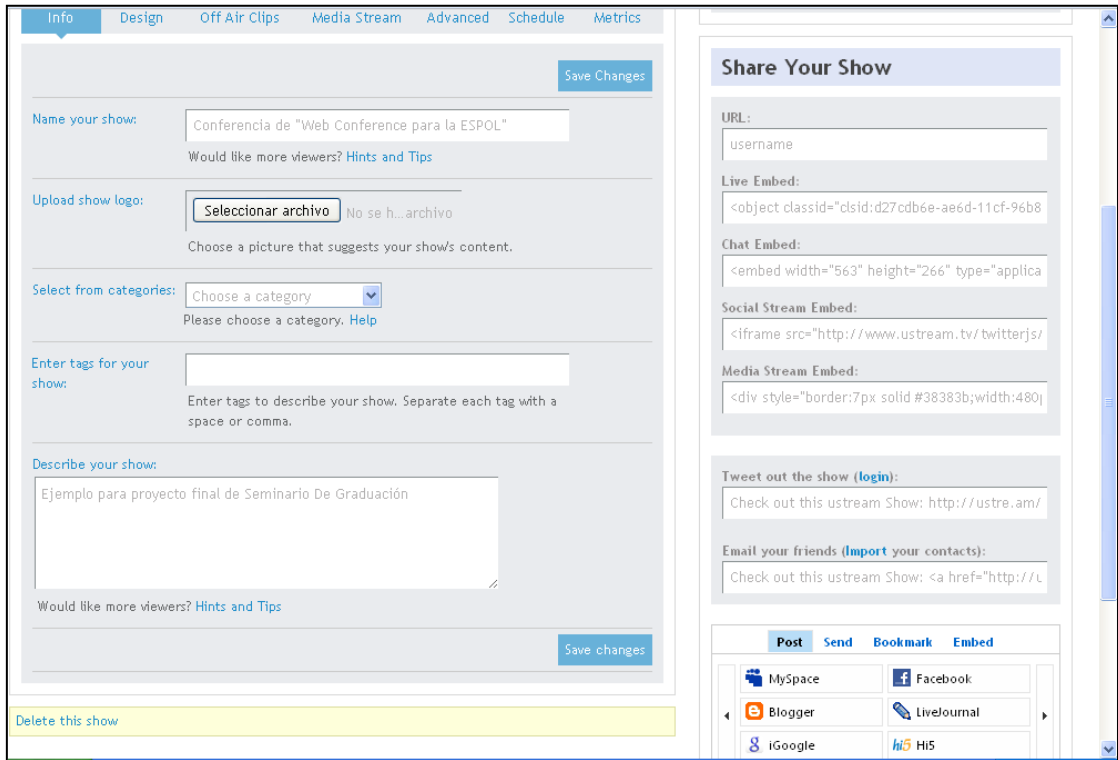 Info Design Off Air Clips Media Stream Advanced Schedule Metrics
Save Changes
Name your show:
Conferencia de "Web Conference para la ESPOL"
Would like more viewers? Hints and Tips
Upload show logo:
Seleccionar archivo No se h...archivo
Choose a picture that suggests your show's content.
Select from categories:
Choose a category
Please choose a category. Help
Enter tags for your
show:
Enter tags to describe your show. Separate each tag with a
space or comma.
Describe your show:
Ejemplo para proyecto final de Seminario De Graduación
Would like more viewers? Hints and Tips
Save changes
Delete this show
Share Your Show
URL:
username
Live Embed:
<object classid="clsid:d27cdb6e-ae6d-11cf-96b8
Chat Embed:
<embed width="563" height="266" type="applica
Social Stream Embed:
<iframe src="http://www.ustream.tv/twitterjs/
Media Stream Embed:
<div style="border:7px solid #38383b;width:480p
Tweet out the show (login):
Check out this ustream Show: http://ustre.am/
Email your friends (Import your contacts):
Check out this ustream Show: <a href="http://u
Post Send Bookmark Embed
MySpace Facebook
Blogger LiveJournal
iGoogle hi5 Hi5